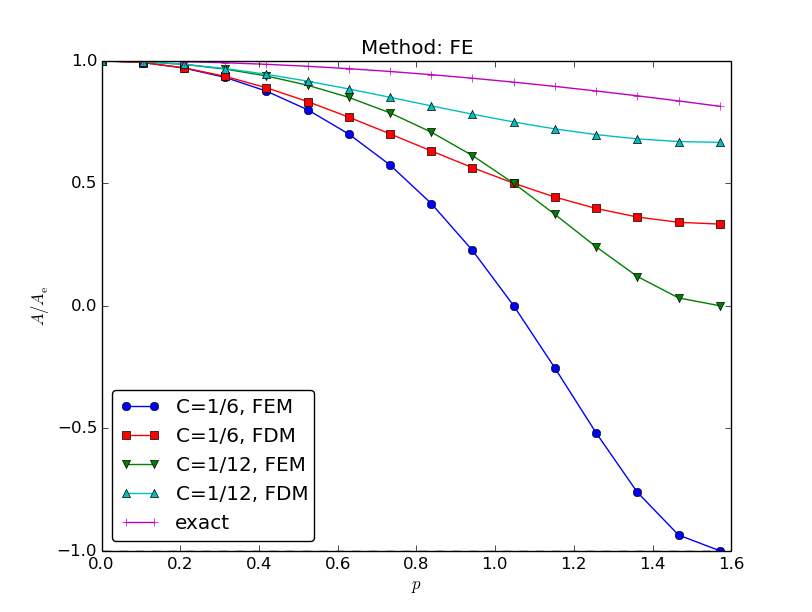 Method: FE
A/Aₑ
1.0
0.5
0.0
−0.5
−1.0
C=1/6, FEM
C=1/6, FDM
C=1/12, FEM
C=1/12, FDM
exact
0.0 0.2 0.4 0.6 0.8 1.0 1.2 1.4 1.6
p